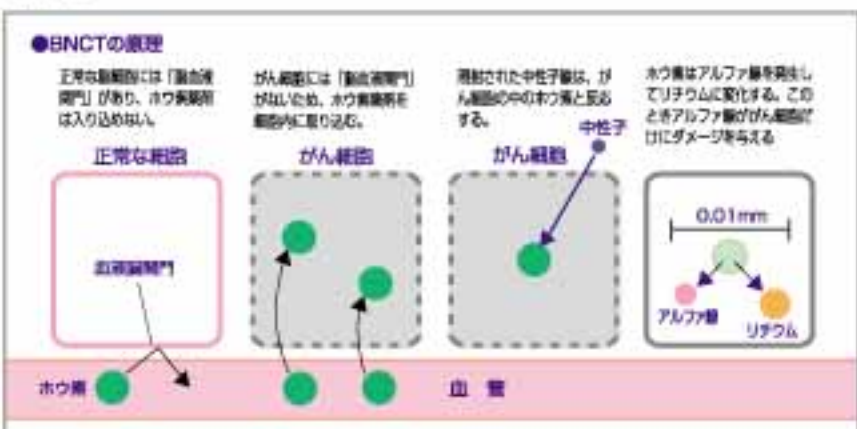 ●BNCTの原理
正常な脳細胞には「脳血液
関門」があり、ホウ素薬剤
は入り込めない。
がん細胞には「脳血液関門」
がないため、ホウ素薬剤を
細胞内に取り込む。
照射された中性子線は、が
ん細胞の中のホウ素と反応
する。
ホウ素はアルファ線を発生し
てリチウムに変化する。この
ときアルファ線ががん細胞だ
けにダメージを与える
正常な細胞
がん細胞
がん細胞
中性子
血液脳関門
0.01mm
アルファ線
リチウム
ホウ素
血 管